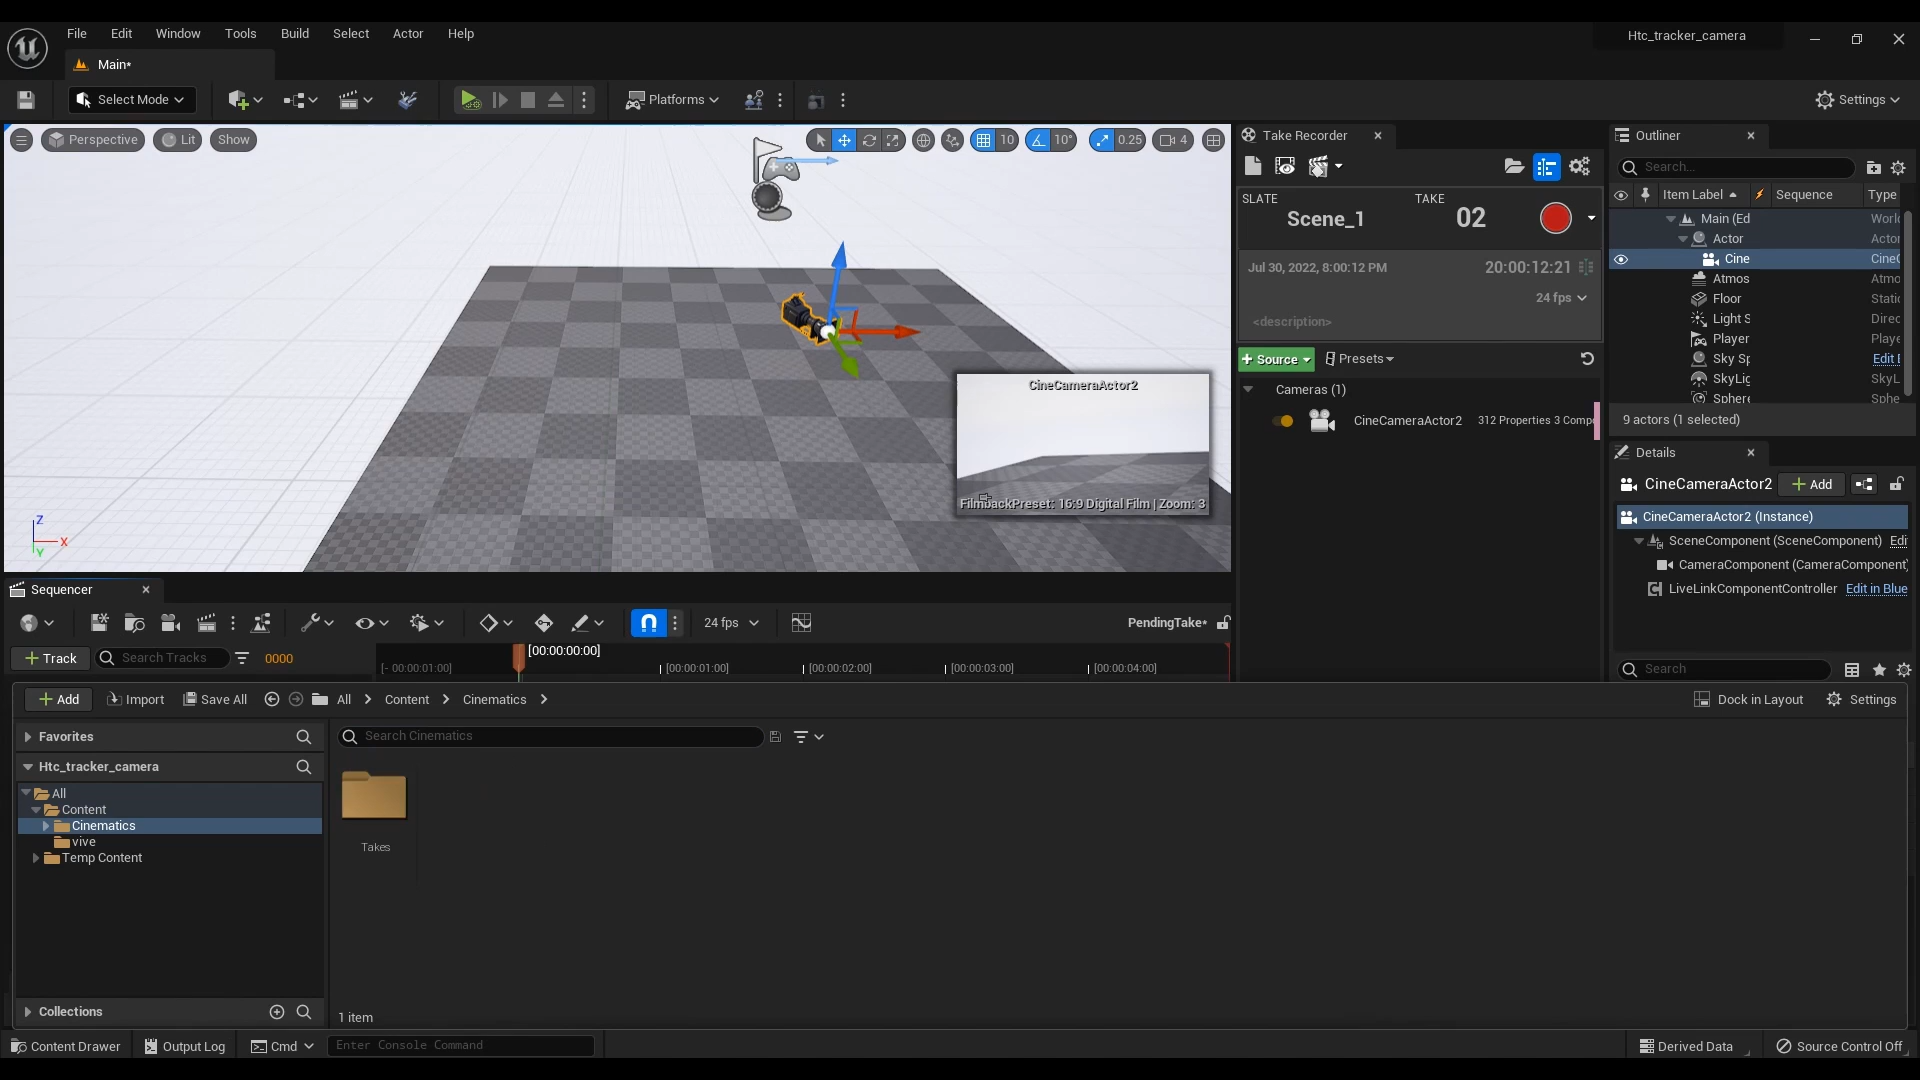 File Edit Window Tools Build Select Actor Help
Htc_tracker_camera
Main*
Select Mode
Platforms
Settings
Perspective Lit Show
10 10° 0.25 4
Take Recorder
SLATE
Scene_1
TAKE
02
Jul 30, 2022, 8:00:12 PM
20:00:12:21
24 fps
<description>
+ Source
Presets
Cameras (1)
CineCameraActor2 312 Properties 3 Comp
Outliner
Search...
Item Label Sequence Type
Main (Ed World
Actor Actor
Cine CineC
Atmos Atmo
Floor Static
Light S Direc
Player Playe
Sky Sp Edit B
SkyLig SkyL
Sphere Sphe
9 actors (1 selected)
Details
CineCameraActor2 + Add
CineCameraActor2 (Instance)
SceneComponent (SceneComponent) Edi
CameraComponent (CameraComponent)
LiveLinkComponentController Edit in Blue
Search
CineCameraActor2
FilmbackPreset: 16:9 Digital Film | Zoom: 3
Z
X
Y
Sequencer
24 fps
PendingTake*
+ Track
Search Tracks
0000
[00:00:00:00]
[- 00:00:01:00] [00:00:01:00] [00:00:02:00] [00:00:03:00] [00:00:04:00]
+ Add Import Save All All > Content > Cinematics >
Dock in Layout Settings
Favorites
Search Cinematics
Htc_tracker_camera
All
Content
Cinematics
vive
Temp Content
Takes
Collections
1 item
Content Drawer Output Log Cmd Enter Console Command
Derived Data Source Control Off